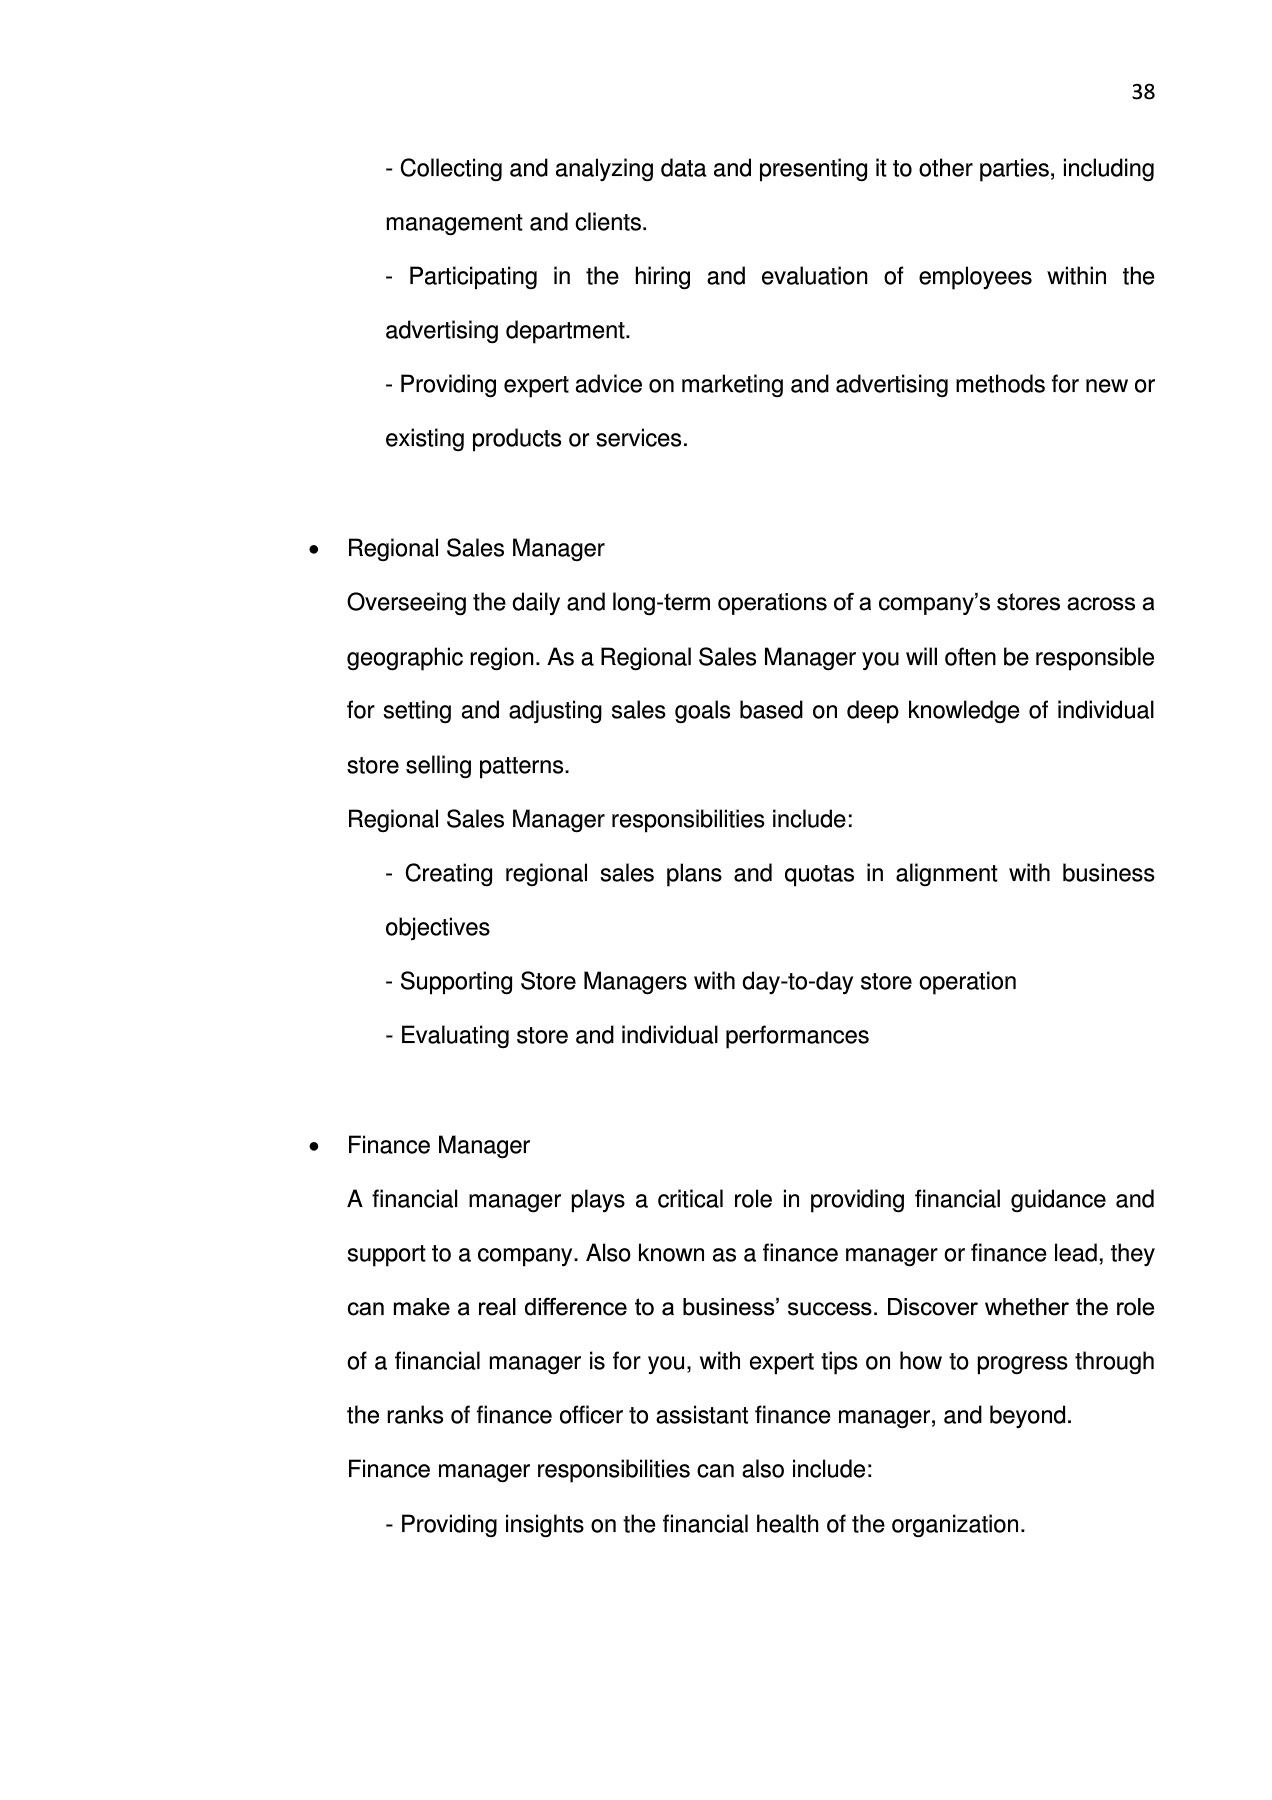 38
- Collecting and analyzing data and presenting it to other parties, including
management and clients.
- Participating in the hiring and evaluation of employees within the
advertising department.
- Providing expert advice on marketing and advertising methods for new or
existing products or services.
• Regional Sales Manager
Overseeing the daily and long-term operations of a company’s stores across a
geographic region. As a Regional Sales Manager you will often be responsible
for setting and adjusting sales goals based on deep knowledge of individual
store selling patterns.
Regional Sales Manager responsibilities include:
- Creating regional sales plans and quotas in alignment with business
objectives
- Supporting Store Managers with day-to-day store operation
- Evaluating store and individual performances
• Finance Manager
A financial manager plays a critical role in providing financial guidance and
support to a company. Also known as a finance manager or finance lead, they
can make a real difference to a business’ success. Discover whether the role
of a financial manager is for you, with expert tips on how to progress through
the ranks of finance officer to assistant finance manager, and beyond.
Finance manager responsibilities can also include:
- Providing insights on the financial health of the organization.